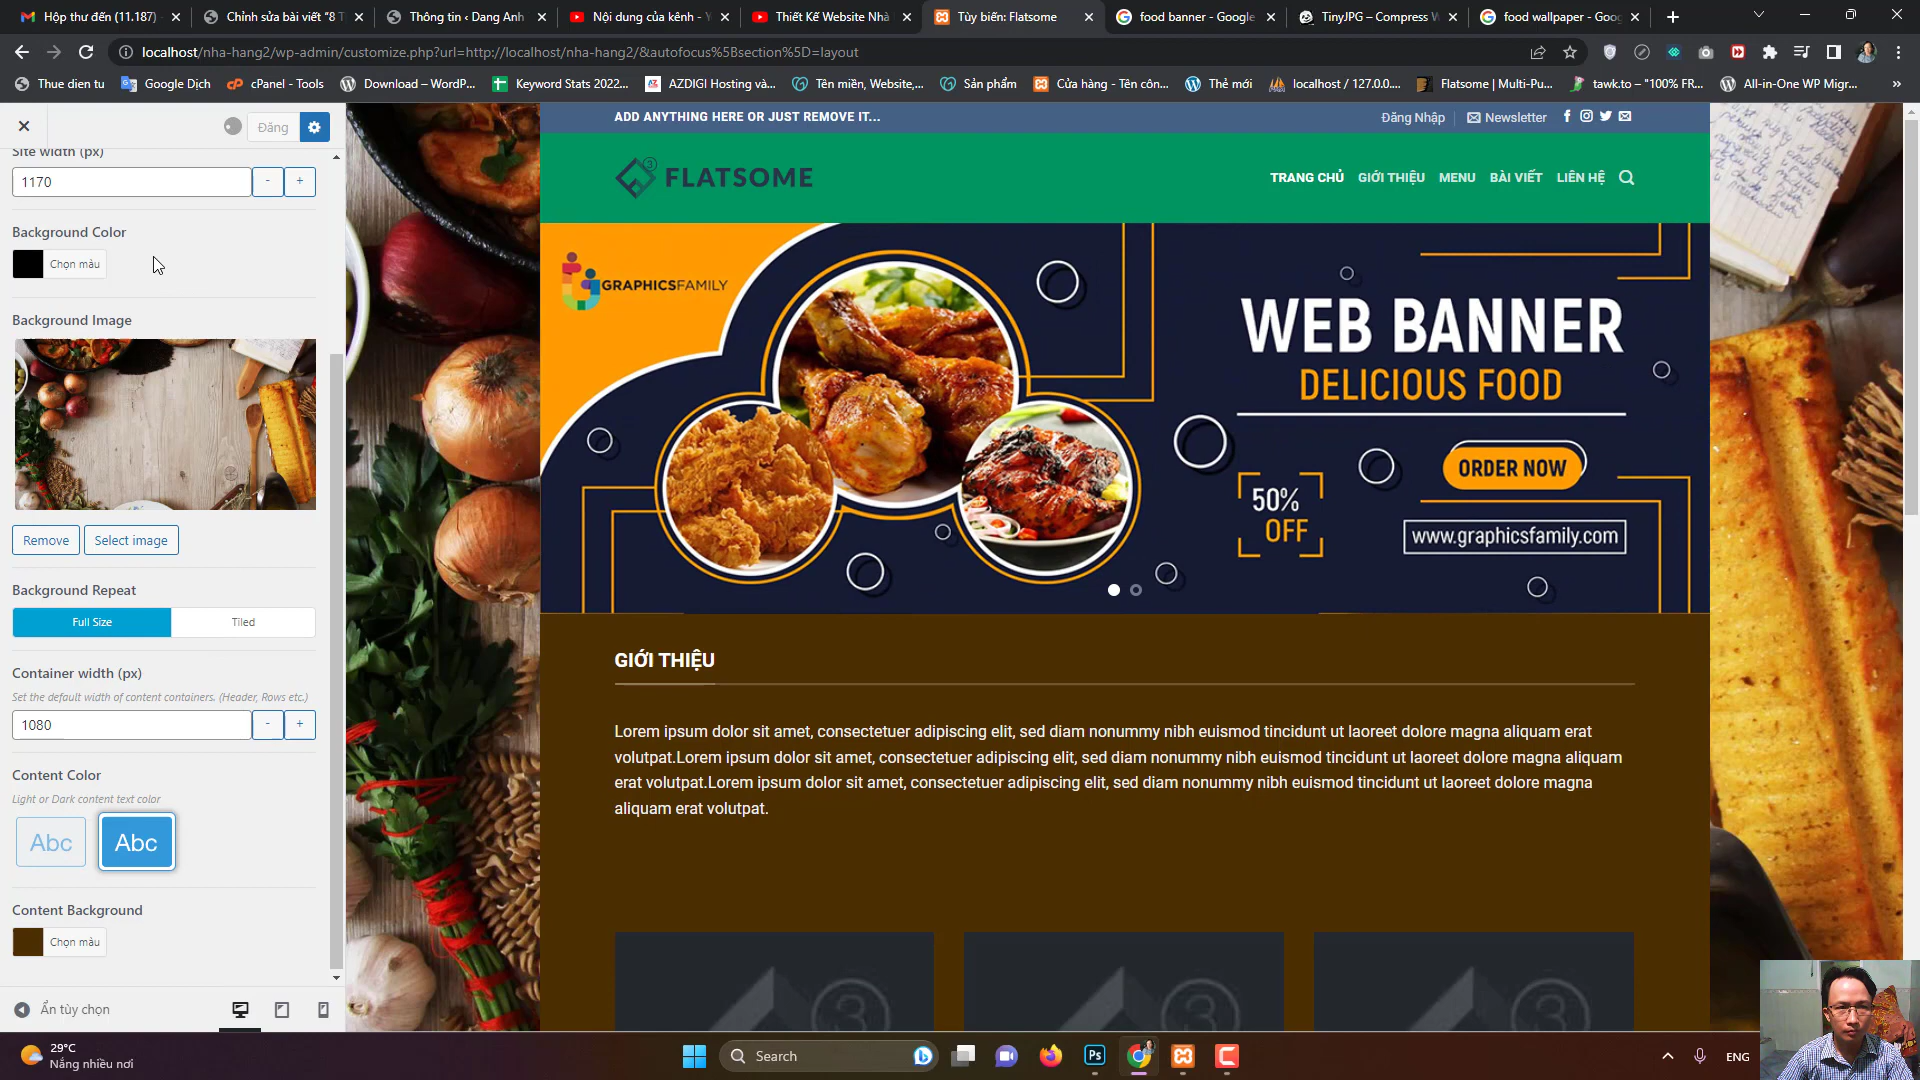 Hộp thư đến (11.187)
Chỉnh sửa bài viết "8 T
Thông tin ‹ Dang Anh
Nội dung của kênh - Y
Thiết Kế Website Nhà
Tùy biến: Flatsome
food banner - Google
TinyJPG – Compress W
food wallpaper - Goog
localhost/nha-hang2/wp-admin/customize.php?url=http://localhost/nha-hang2/&autofocus%5Bsection%5D=layout
Thue dien tu
Google Dịch
cPanel - Tools
Download – WordP...
Keyword Stats 2022...
AZDIGI Hosting và...
Tên miền, Website,...
Sản phẩm
Cửa hàng - Tên côn...
Thẻ mới
localhost / 127.0.0....
Flatsome | Multi-Pu...
tawk.to – "100% FR...
All-in-One WP Migr...
Đăng
Site width (px)
1170
-
+
Background Color
Chọn màu
Background Image
Remove
Select image
Background Repeat
Full Size
Tiled
Container width (px)
Set the default width of content containers. (Header, Rows etc.)
1080
-
+
Content Color
Light or Dark content text color
Abc
Abc
Content Background
Chọn màu
Ẩn tùy chọn
ADD ANYTHING HERE OR JUST REMOVE IT...
Đăng Nhập
Newsletter
3
FLATSOME
TRANG CHỦ
GIỚI THIỆU
MENU
BÀI VIẾT
LIÊN HỆ
GRAPHICSFAMILY
WEB BANNER
DELICIOUS FOOD
ORDER NOW
50%
OFF
www.graphicsfamily.com
GIỚI THIỆU
Lorem ipsum dolor sit amet, consectetuer adipiscing elit, sed diam nonummy nibh euismod tincidunt ut laoreet dolore magna aliquam erat
volutpat.Lorem ipsum dolor sit amet, consectetuer adipiscing elit, sed diam nonummy nibh euismod tincidunt ut laoreet dolore magna aliquam
erat volutpat.Lorem ipsum dolor sit amet, consectetuer adipiscing elit, sed diam nonummy nibh euismod tincidunt ut laoreet dolore magna
aliquam erat volutpat.
3
3
3
29°C
Nắng nhiều nơi
Search
Ps
ENG